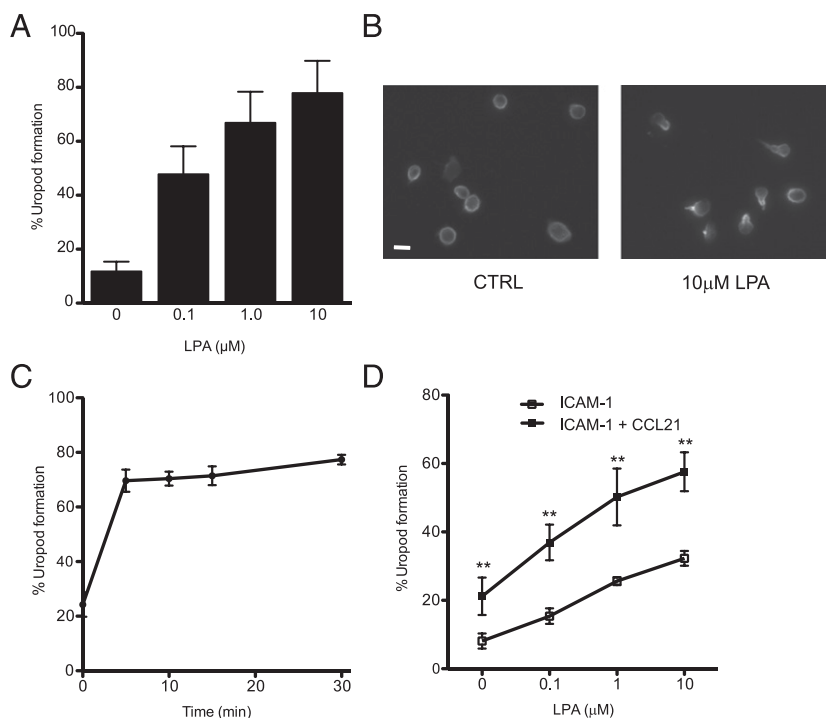 A
% Uropod formation
100
80
60
40
20
0
0 0.1 1.0 10
LPA (μM)
B
CTRL 10μM LPA
C
% Uropod formation
100
80
60
40
20
0
0 10 20 30
Time (min)
D
% Uropod formation
80
60
40
20
0
ICAM-1
ICAM-1 + CCL21
** ** ** **
0 0.1 1 10
LPA (μM)